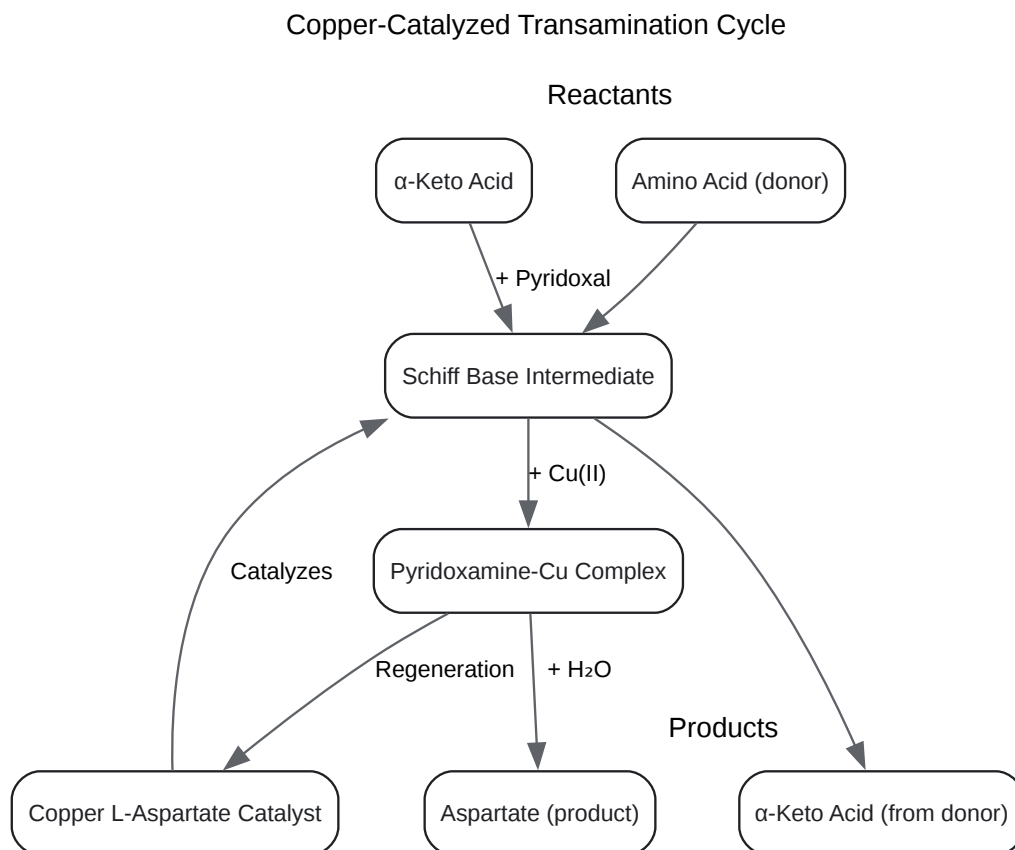 Copper-Catalyzed Transamination Cycle
Reactants
α-Keto Acid
Amino Acid (donor)
+ Pyridoxal
Schiff Base Intermediate
+ Cu(II)
Catalyzes
Pyridoxamine-Cu Complex
Regeneration
+ H₂O
Products
Copper L-Aspartate Catalyst
Aspartate (product)
α-Keto Acid (from donor)